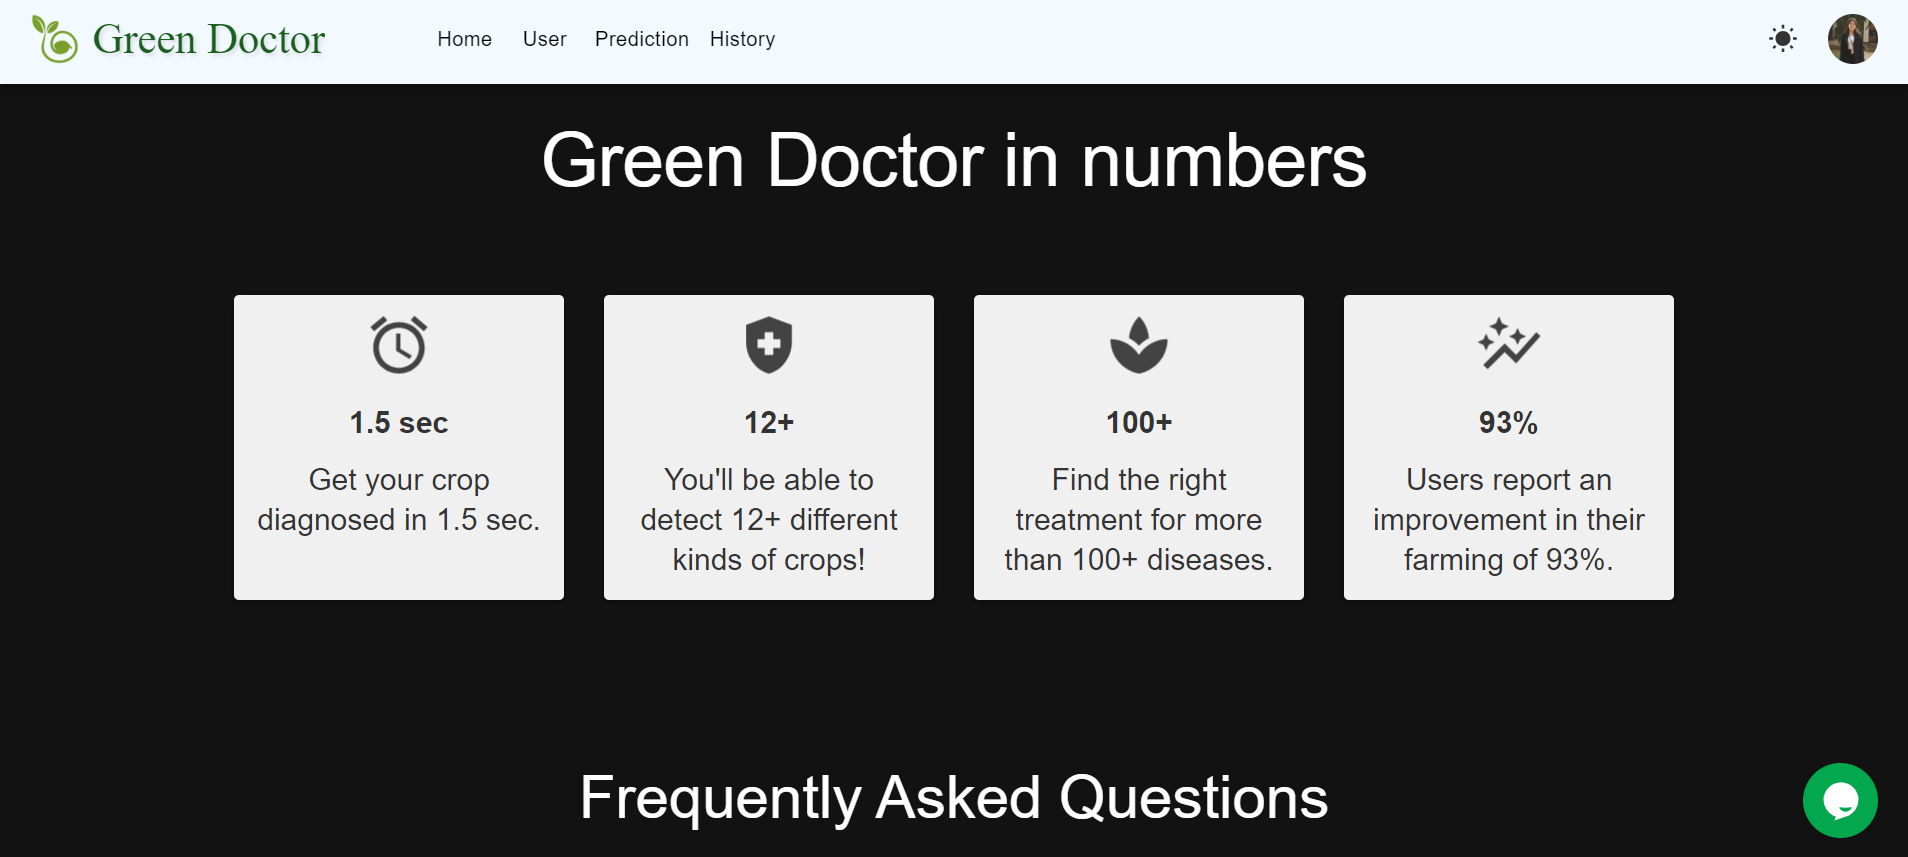 Green Doctor
Home User Prediction History
Green Doctor in numbers
1.5 sec
Get your crop
diagnosed in 1.5 sec.
12+
You'll be able to
detect 12+ different
kinds of crops!
100+
Find the right
treatment for more
than 100+ diseases.
93%
Users report an
improvement in their
farming of 93%.
Frequently Asked Questions